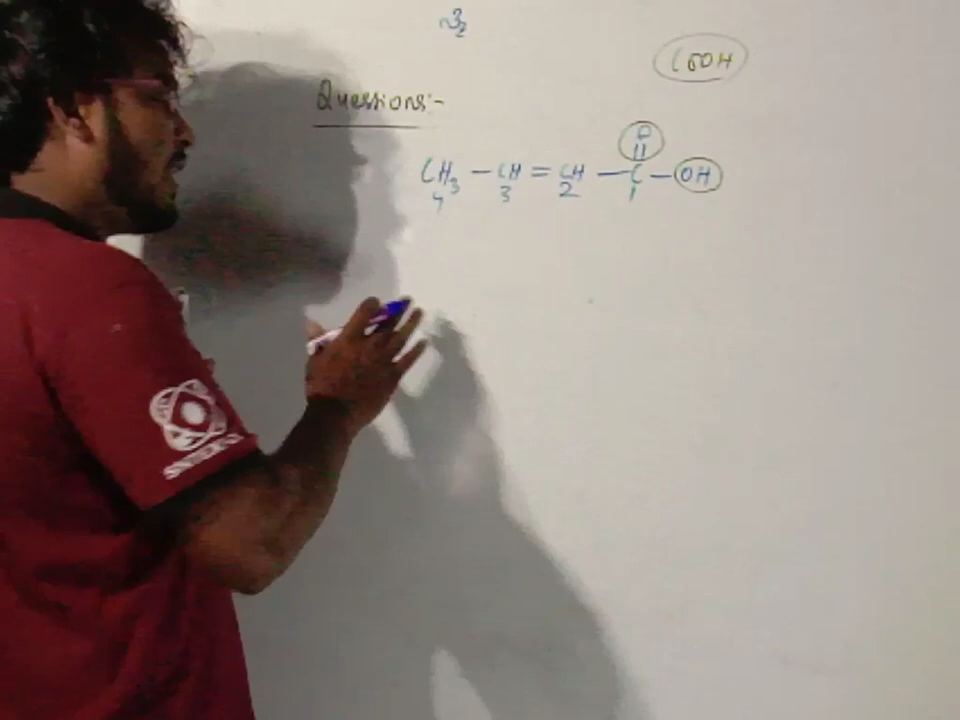 COOH
Questions:-
O
||
CH3 - CH = CH - C - OH
4 3 2 1